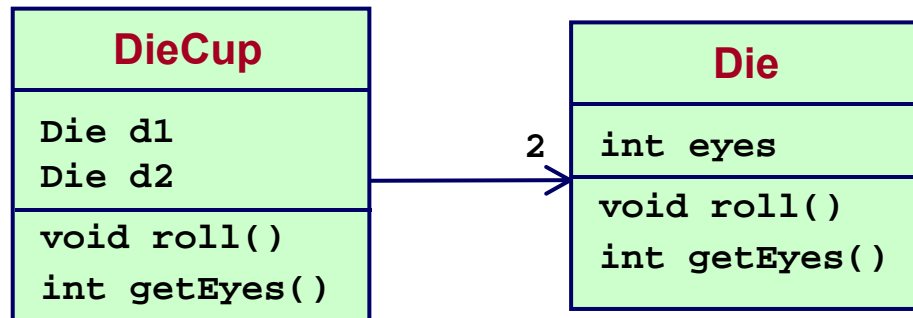 DieCup
Die d1
Die d2
void roll()
int getEyes()
2
Die
int eyes
void roll()
int getEyes()